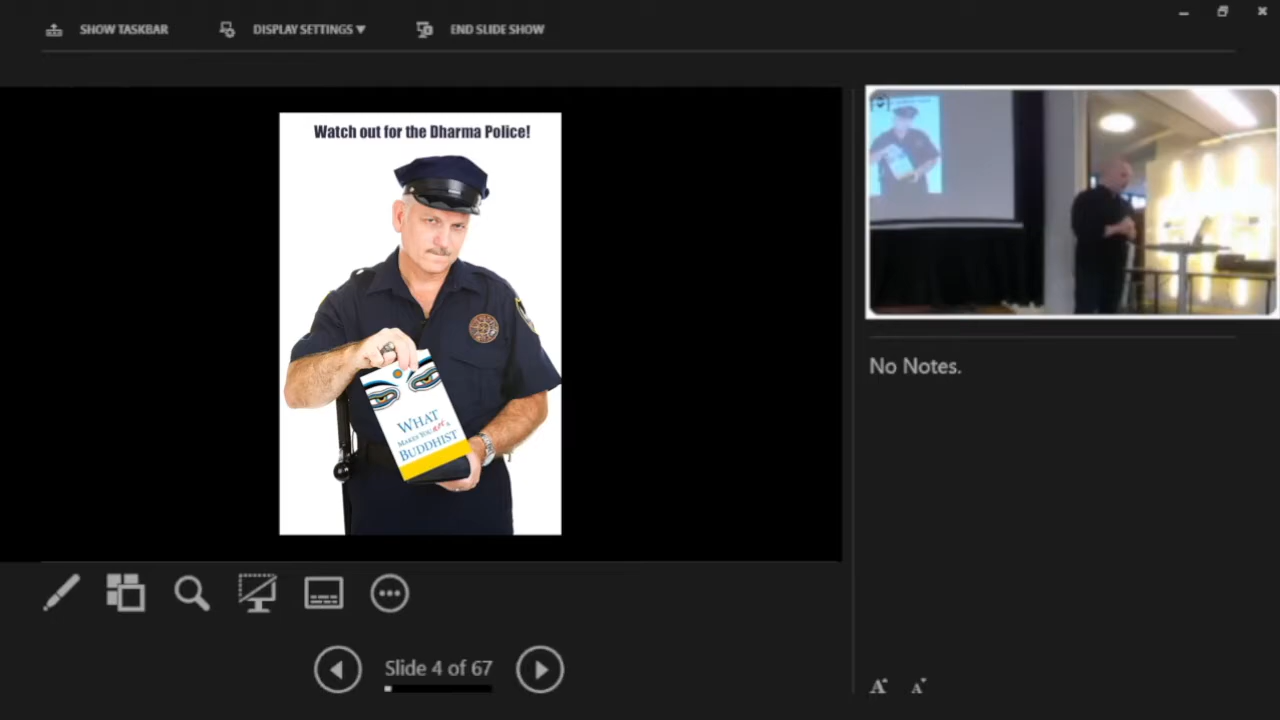 SHOW TASKBAR
DISPLAY SETTINGS ▼
END SLIDE SHOW
Watch out for the Dharma Police!
WHAT
MAKES YOU are A
BUDDHIST
No Notes.
Slide 4 of 67
A A